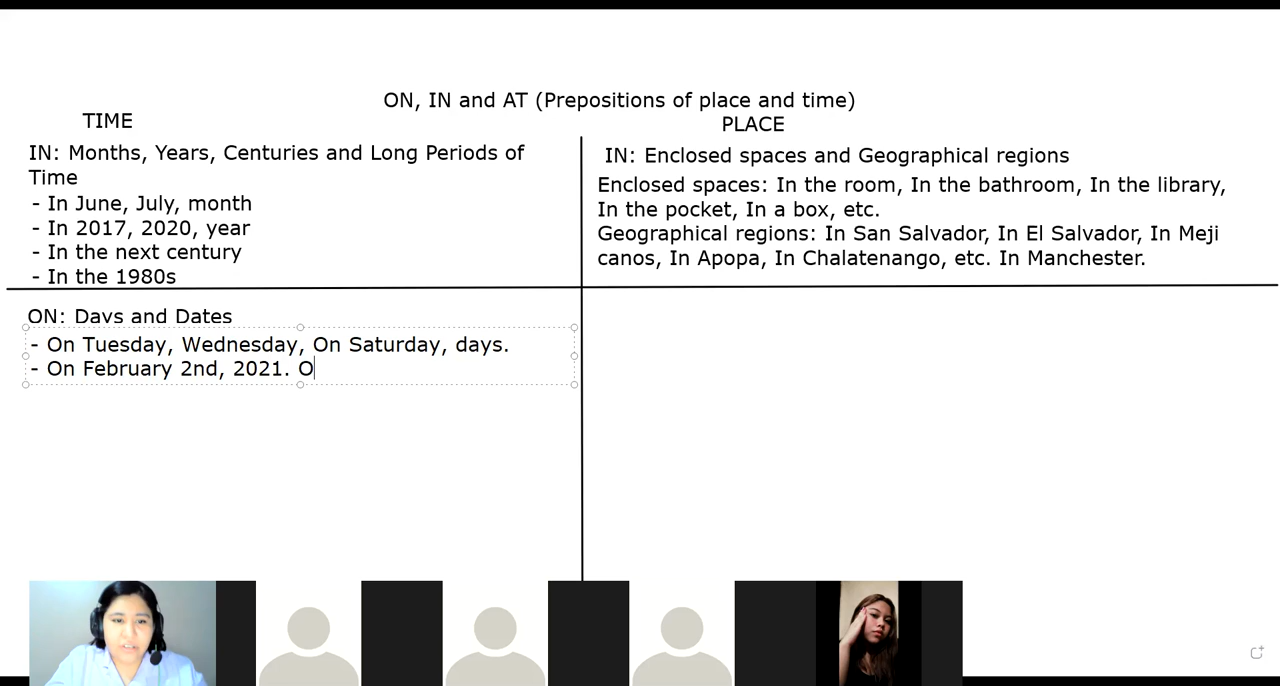 ON, IN and AT (Prepositions of place and time)
TIME
PLACE
IN: Months, Years, Centuries and Long Periods of
Time
- In June, July, month
- In 2017, 2020, year
- In the next century
- In the 1980s
IN: Enclosed spaces and Geographical regions
Enclosed spaces: In the room, In the bathroom, In the library,
In the pocket, In a box, etc.
Geographical regions: In San Salvador, In El Salvador, In Meji
canos, In Apopa, In Chalatenango, etc. In Manchester.
ON: Days and Dates
- On Tuesday, Wednesday, On Saturday, days.
- On February 2nd, 2021. O